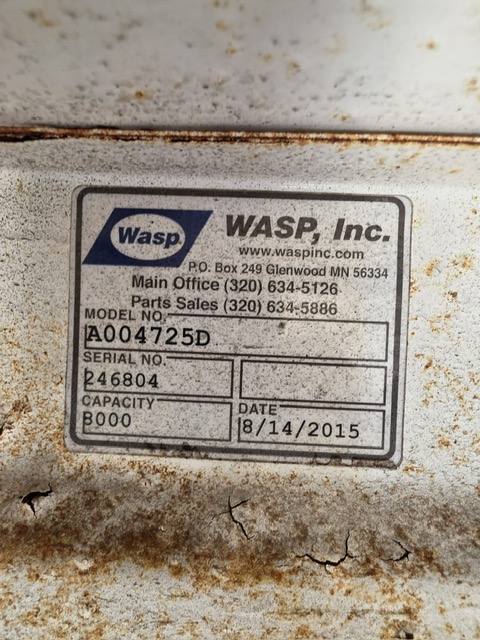 Wasp
WASP, Inc.
www.waspinc.com
P.O. Box 249 Glenwood MN 56334
Main Office (320) 634-5126
Parts Sales (320) 634-5886
MODEL NO.
A004725D
SERIAL NO.
246804
CAPACITY
8000
DATE
8/14/2015